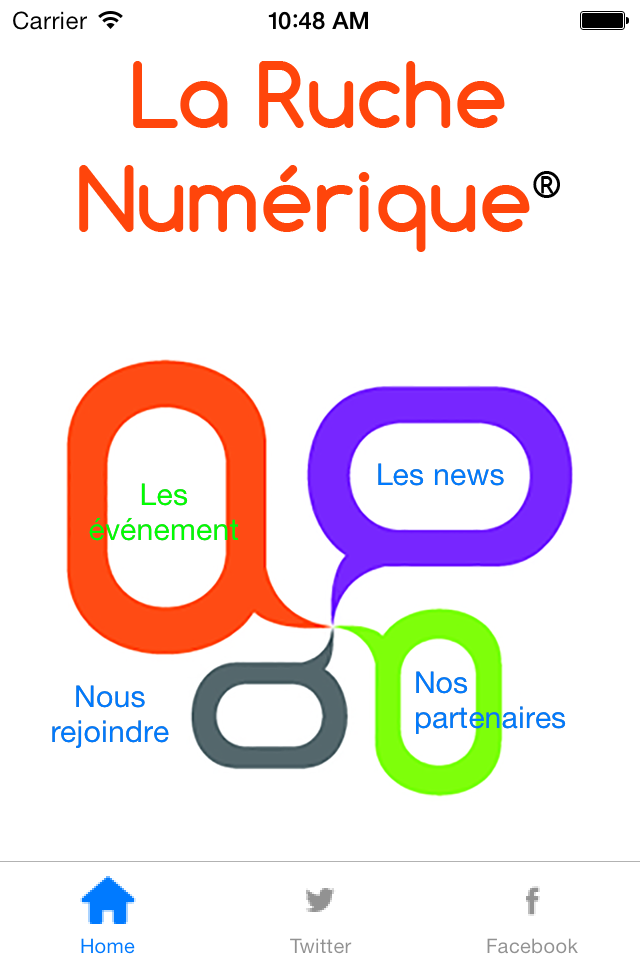 Carrier 10:48 AM
La Ruche
Numérique®
Les
événement
Les news
Nous
rejoindre
Nos
partenaires
Home Twitter Facebook